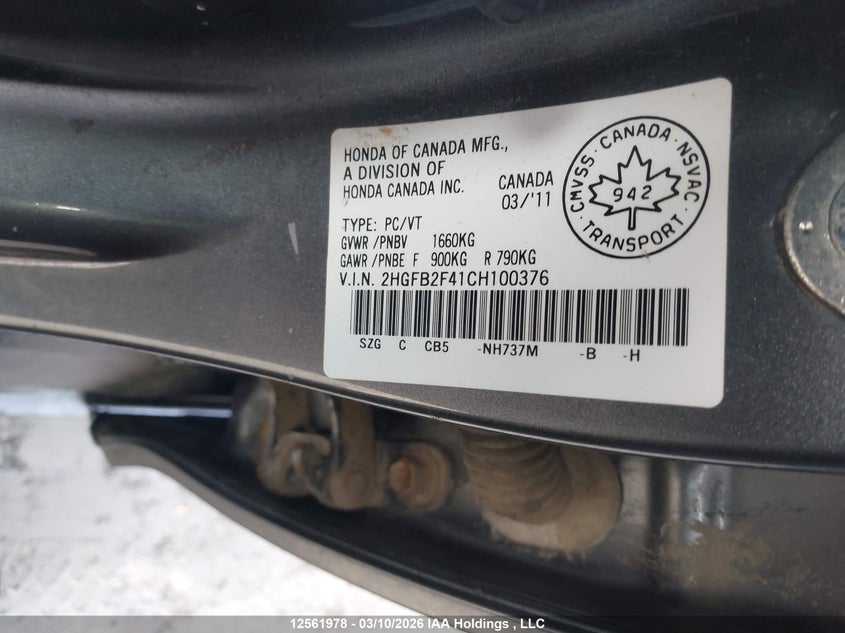 HONDA OF CANADA MFG.,
A DIVISION OF
HONDA CANADA INC.
CANADA
03/'11
CMVSS · CANADA · NSVAC
942
· TRANSPORT ·
TYPE: PC/VT
GVWR /PNBV 1660KG
GAWR /PNBE F 900KG R 790KG
V.I.N. 2HGFB2F41CH100376
SZG C CB5 -NH737M -B -H
12561978 - 03/10/2026 IAA Holdings , LLC